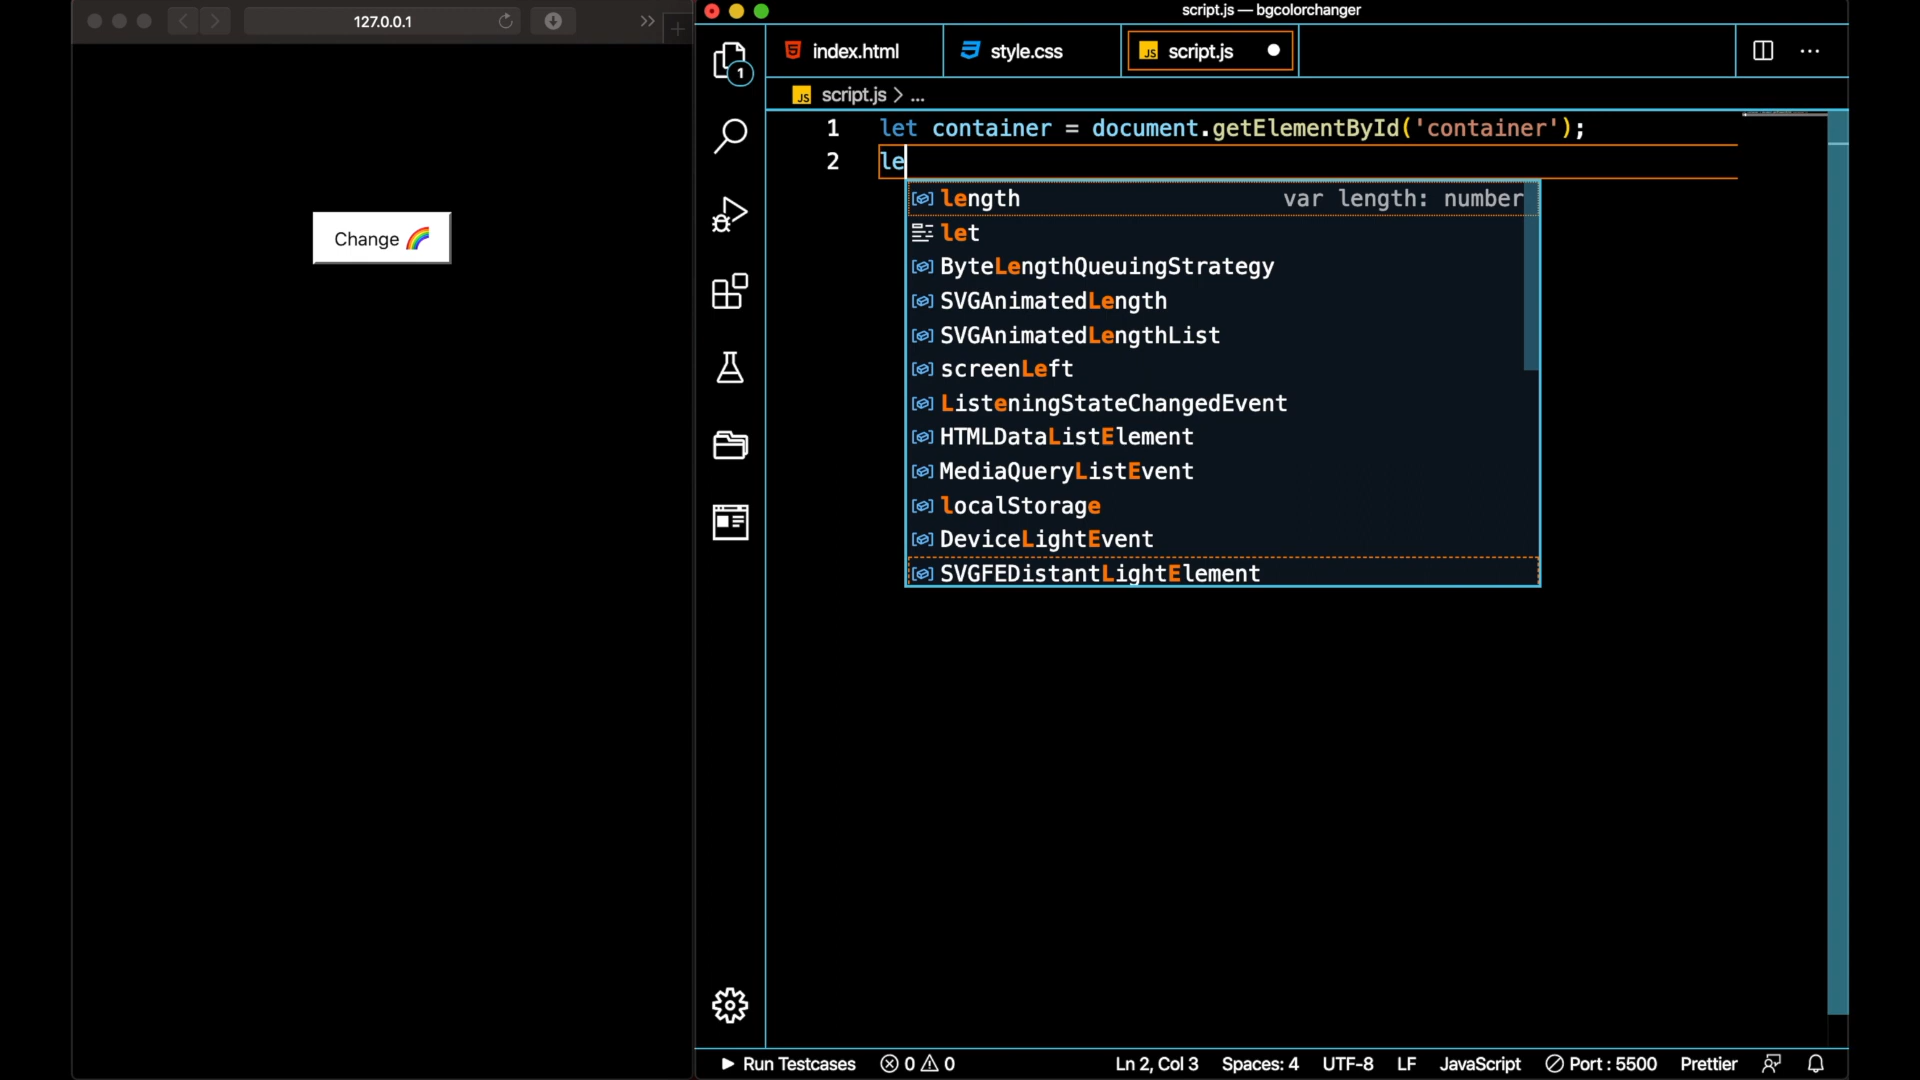 127.0.0.1
Change 🌈
script.js — bgcolorchanger
1
index.html
style.css
JS script.js
JS script.js > ...
1 let container = document.getElementById('container');
2 le
length var length: number
let
ByteLengthQueuingStrategy
SVGAnimatedLength
SVGAnimatedLengthList
screenLeft
ListeningStateChangedEvent
HTMLDataListElement
MediaQueryListEvent
localStorage
DeviceLightEvent
SVGFEDistantLightElement
Run Testcases 0 0 Ln 2, Col 3 Spaces: 4 UTF-8 LF JavaScript Port : 5500 Prettier